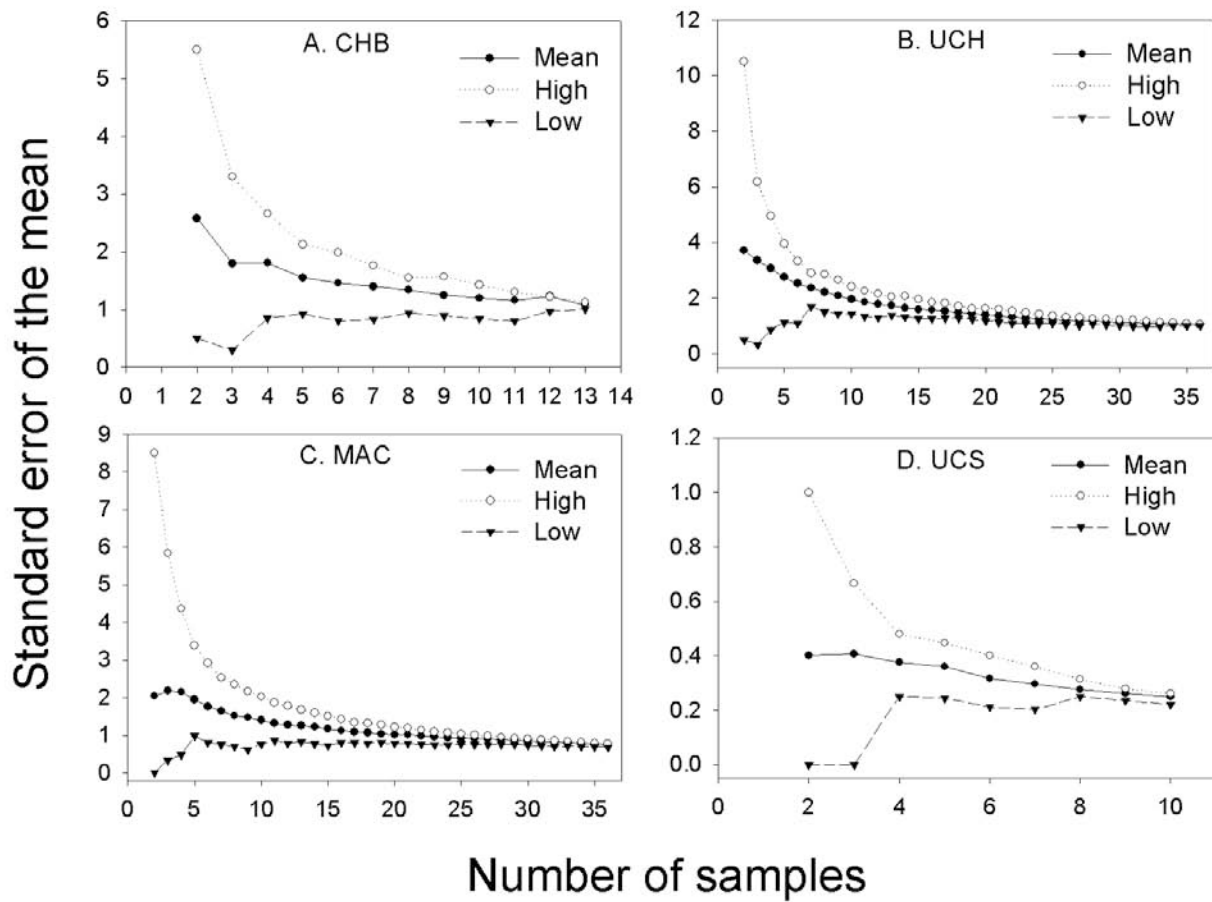 Standard error of the mean
A. CHB
Mean
High
Low
6
5
4
3
2
1
0
0 1 2 3 4 5 6 7 8 9 10 11 12 13 14
B. UCH
Mean
High
Low
12
10
8
6
4
2
0
0 5 10 15 20 25 30 35
C. MAC
Mean
High
Low
9
8
7
6
5
4
3
2
1
0
0 5 10 15 20 25 30 35
D. UCS
Mean
High
Low
1.2
1.0
0.8
0.6
0.4
0.2
0.0
0 2 4 6 8 10
Number of samples